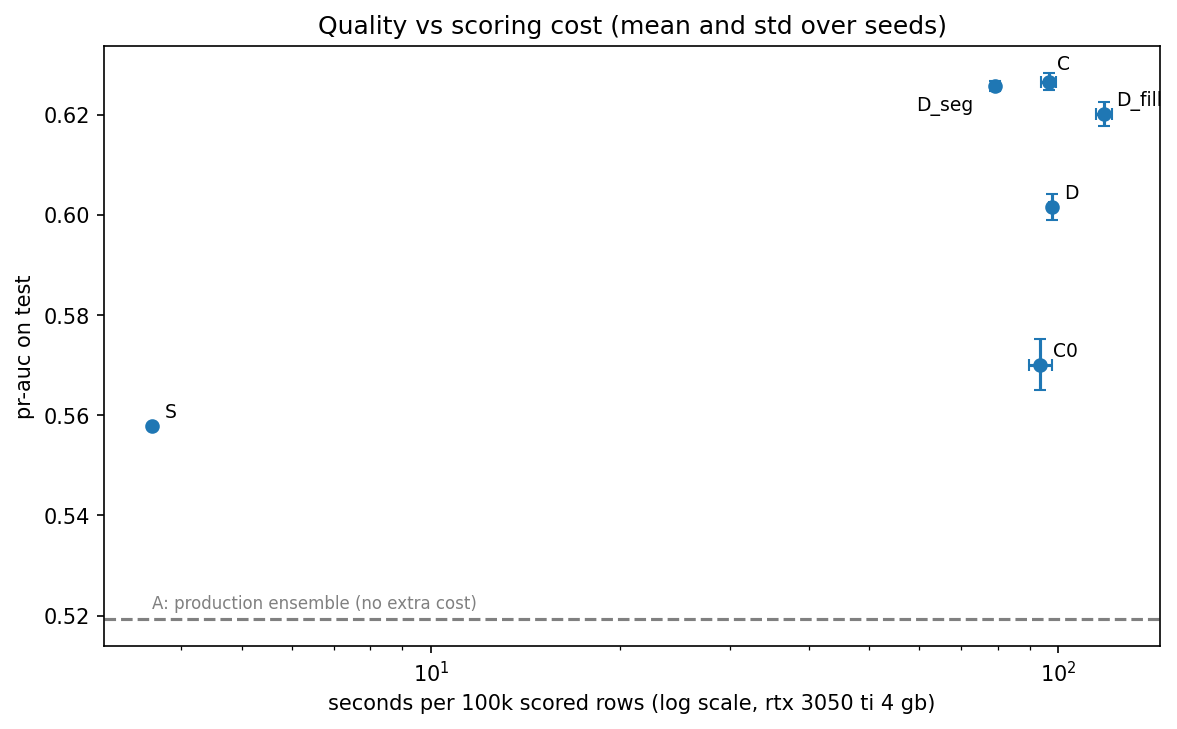 Quality vs scoring cost (mean and std over seeds)
C
D_seg
D_fill
0.62
D
0.60
0.58
C0
0.56
S
0.54
A: production ensemble (no extra cost)
0.52
10¹
10²
pr-auc on test
seconds per 100k scored rows (log scale, rtx 3050 ti 4 gb)